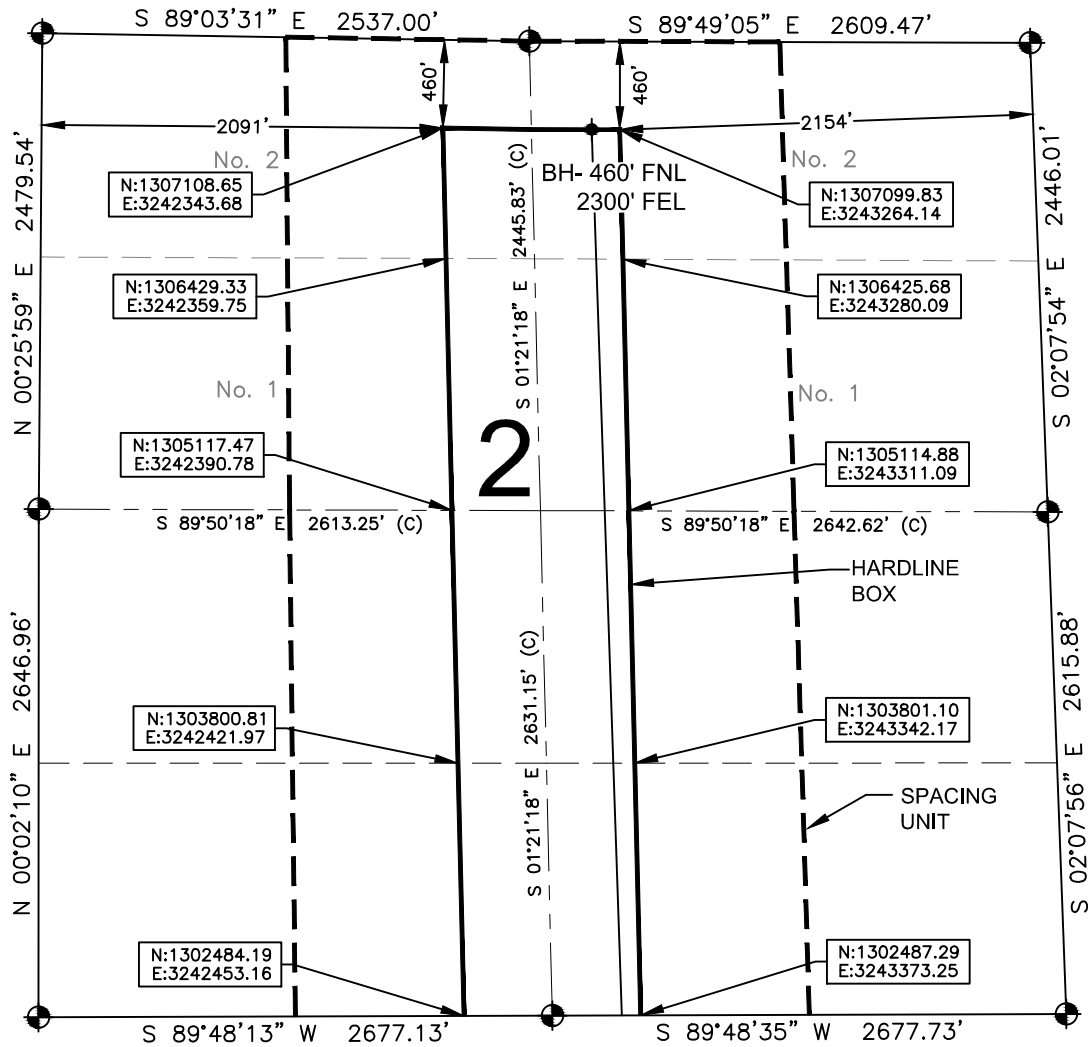 S 89°03'31" E 2537.00'
S 89°49'05" E 2609.47'
460'
460'
2091'
2154'
No. 2
No. 2
N:1307108.65
E:3242343.68
BH- 460' FNL
2300' FEL
N:1307099.83
E:3243264.14
N 00°25'59" E 2479.54'
S 01°21'18" E 2445.83' (C)
S 02°07'54" E 2446.01'
N:1306429.33
E:3242359.75
N:1306425.68
E:3243280.09
No. 1
No. 1
2
N:1305117.47
E:3242390.78
N:1305114.88
E:3243311.09
S 89°50'18" E 2613.25' (C)
S 89°50'18" E 2642.62' (C)
HARDLINE
BOX
N 00°02'10" E 2646.96'
S 01°21'18" E 2631.15' (C)
S 02°07'56" E 2615.88'
N:1303800.81
E:3242421.97
N:1303801.10
E:3243342.17
SPACING
UNIT
N:1302484.19
E:3242453.16
N:1302487.29
E:3243373.25
S 89°48'13" W 2677.13'
S 89°48'35" W 2677.73'